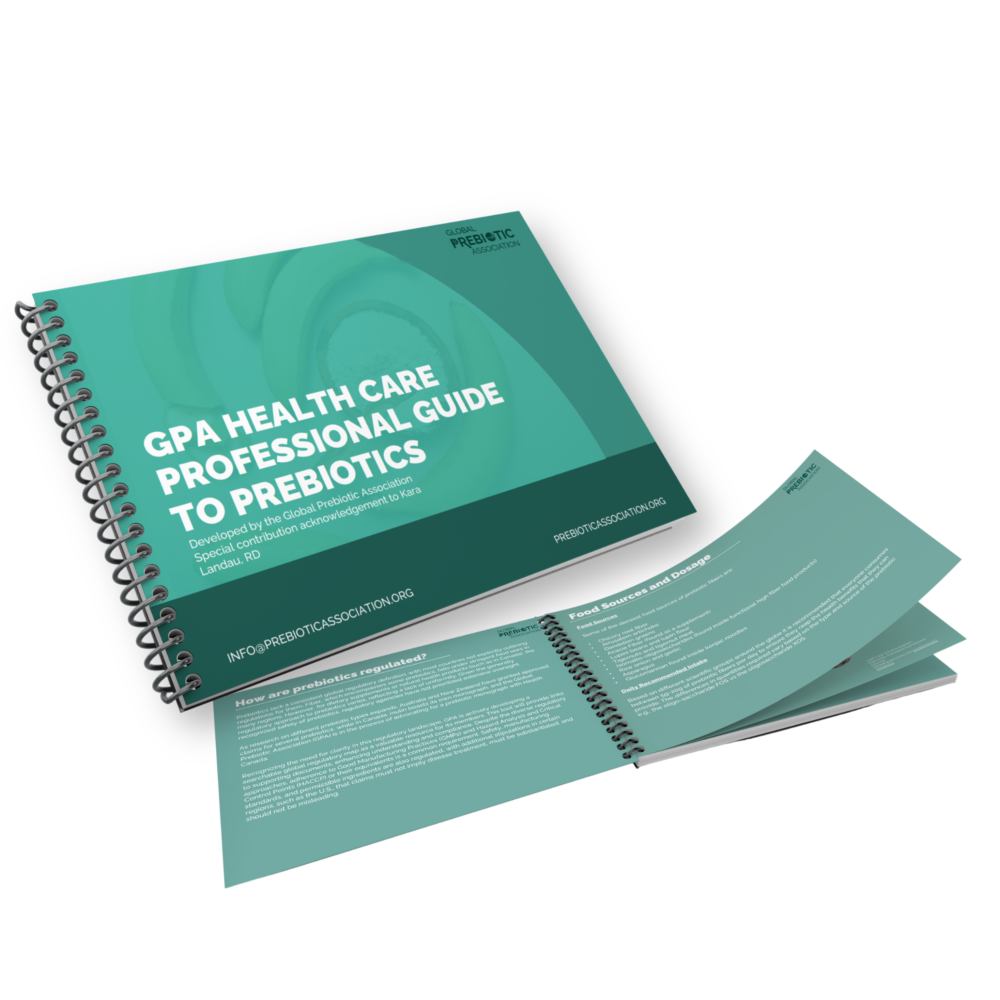 GLOBAL
PREBIOTIC
ASSOCIATION
GPA HEALTH CARE
PROFESSIONAL GUIDE
TO PREBIOTICS
Developed by the Global Prebiotic Association
Special contribution acknowledgement to Kara
Landau, RD
INFO@PREBIOTICASSOCIATION.ORG
PREBIOTICASSOCIATION.ORG
GLOBAL
PREBIOTIC
ASSOCIATION
How are prebiotics regulated?
Prebiotics lack a consistent global regulatory definition, with most countries not explicitly outlining
regulations for them. Fiber, which encompasses some prebiotics, falls under stringent food laws in
many regions. However, for dietary supplements or natural health products (such as in Canada), the
regulatory approach to prebiotics varies, reflecting a lack of uniformity. Given the generally
recognized safety of prebiotics, regulatory agencies have not prioritized extensive oversight.
As research on different prebiotic types expands, Australia and New Zealand have granted approved
claims for several prebiotics, while in Canada, inulin boasts its own monograph, and the Global
Prebiotic Association (GPA) is in the process of advocating for a prebiotic monograph with Health
Canada.
Recognizing the need for clarity in this regulatory landscape, GPA is actively developing a
searchable global regulatory map as a valuable resource for its members. This tool will provide links
to supporting documents, enhancing understanding and compliance. Despite the diverse regulatory
approaches, adherence to Good Manufacturing Practices (GMPs) and Hazard Analysis and Critical
Control Points (HACCP) or their equivalents is a common requirement. Safety, manufacturing
standards, and permissible ingredients are also regulated, with additional stipulations in certain
regions, such as the U.S., that claims must not imply disease treatment, must be substantiated, and
should not be misleading.
GLOBAL
PREBIOTIC
ASSOCIATION
Food Sources and Dosage
Food Sources
Some of the densest food sources of prebiotic fibers are:
• Chicory root fiber
• Jerusalem artichoke
• Dandelion greens
• Acacia Fiber (found as a supplement)
• Lupini beans and lupin flour
• Tigernuts and tigernut meal
• Isomalto-oligosaccharides (found inside functional high fiber food products)
• Raw onion and garlic
• Asparagus
• Glucomannan found inside konjac noodles
Daily Recommended Intake
Based on different scientific groups around the globe it is recommended that everyone consumes
between 5g-20g of prebiotic fibers per day to ensure they reap the health benefits that they can
provide. The differences in quantities required vary based on the type and source of the prebiotic
e.g., the oligo-saccharide FOS vs the oligosaccharide XOS.